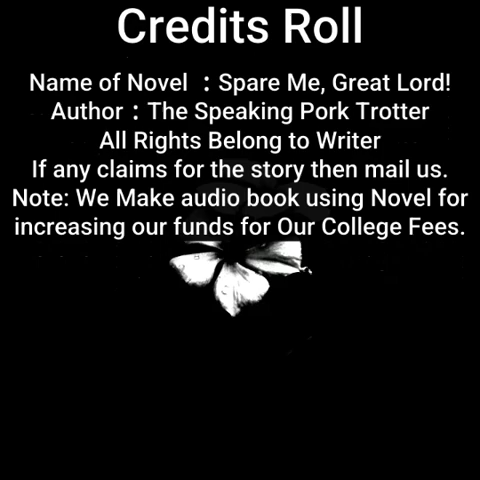 Credits Roll
Name of Novel : Spare Me, Great Lord!
Author : The Speaking Pork Trotter
All Rights Belong to Writer
If any claims for the story then mail us.
Note: We Make audio book using Novel for
increasing our funds for Our College Fees.